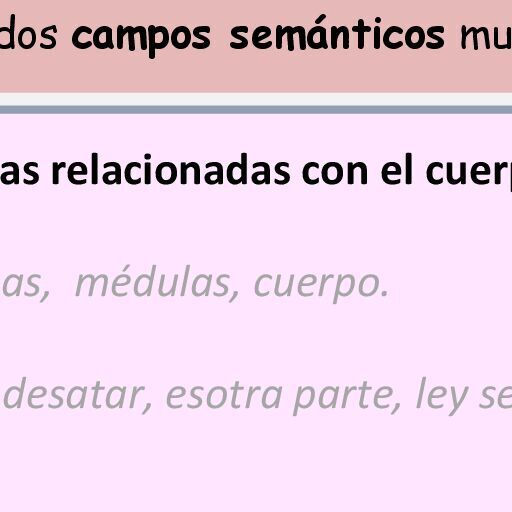 dos campos semánticos mu
as relacionadas con el cuerp
as, médulas, cuerpo.
desatar, esotra parte, ley se